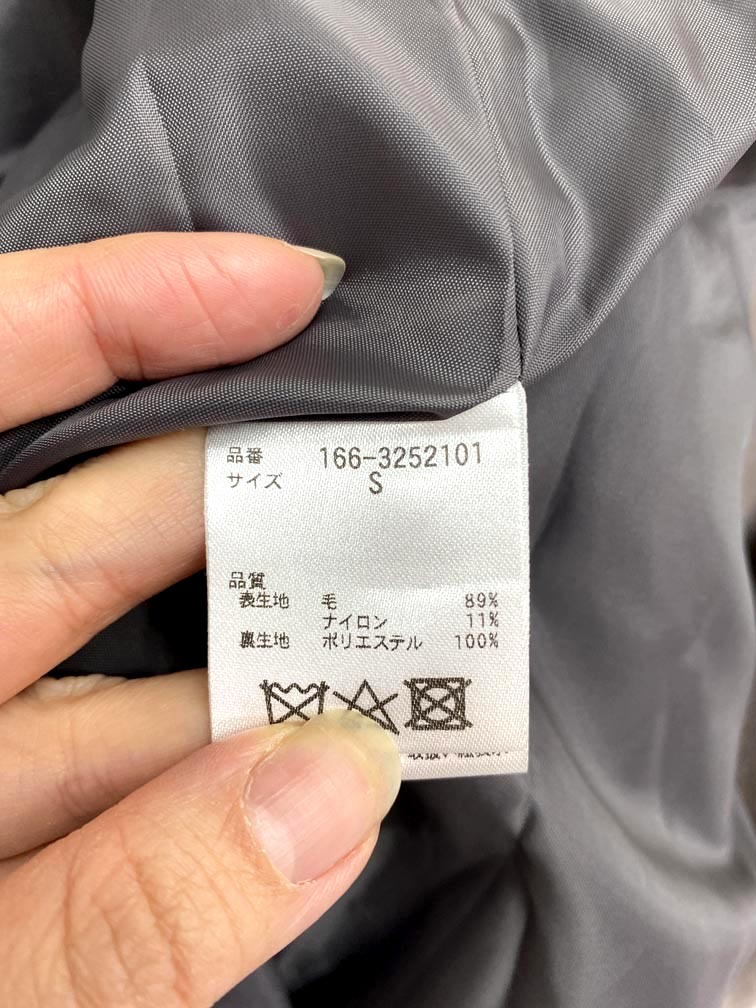 品番 166-3252101
サイズ S
品質
表生地 毛 89%
ナイロン 11%
裏生地 ポリエステル 100%